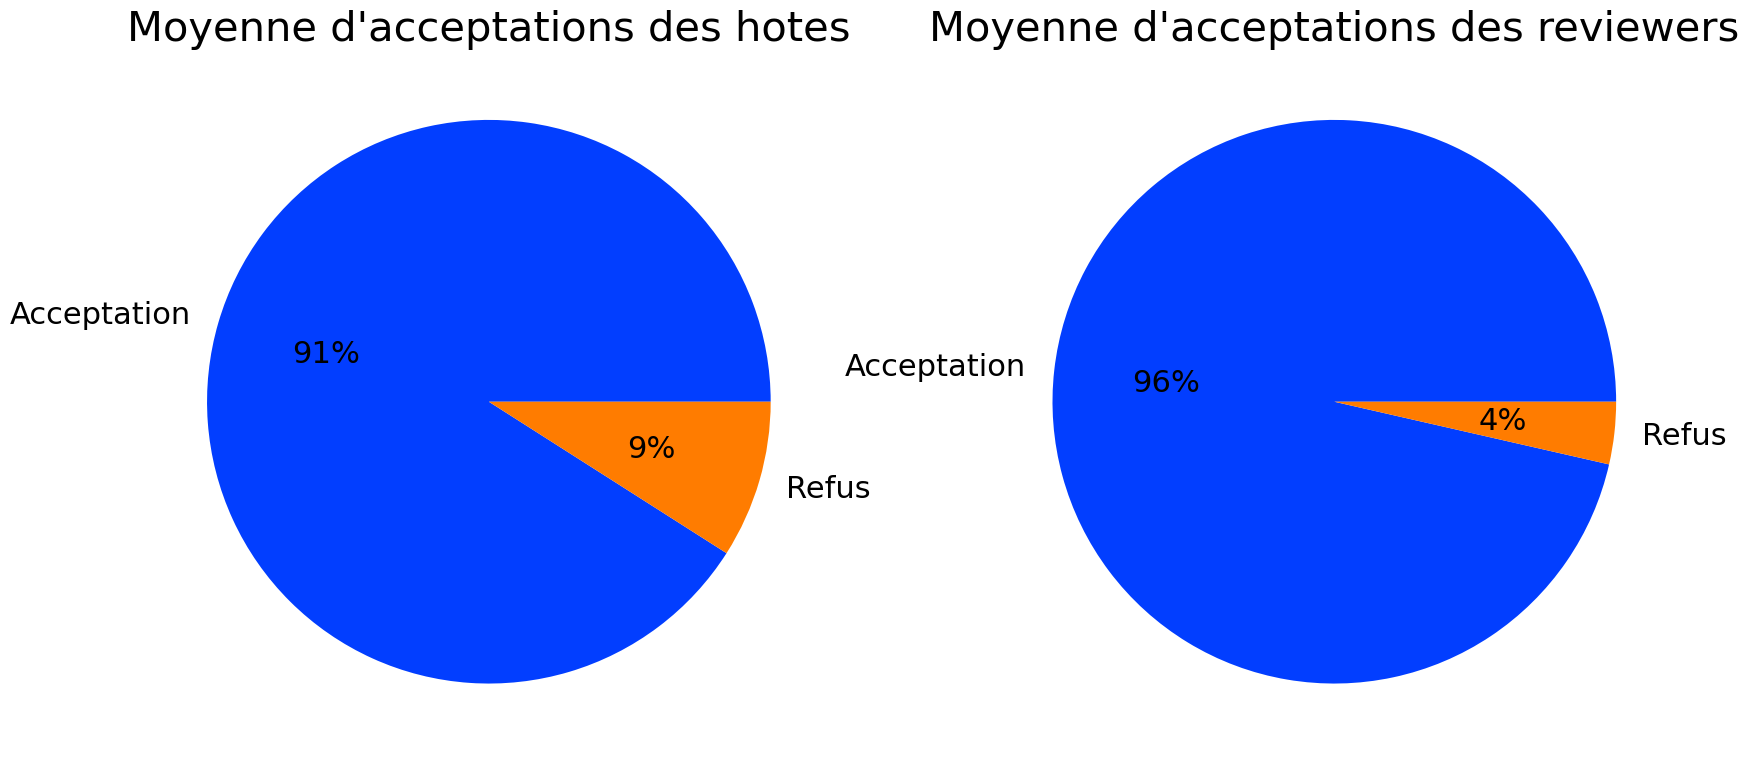 Moyenne d'acceptations des hotes
Acceptation
91%
9%
Refus
Moyenne d'acceptations des reviewers
Acceptation
96%
4%
Refus